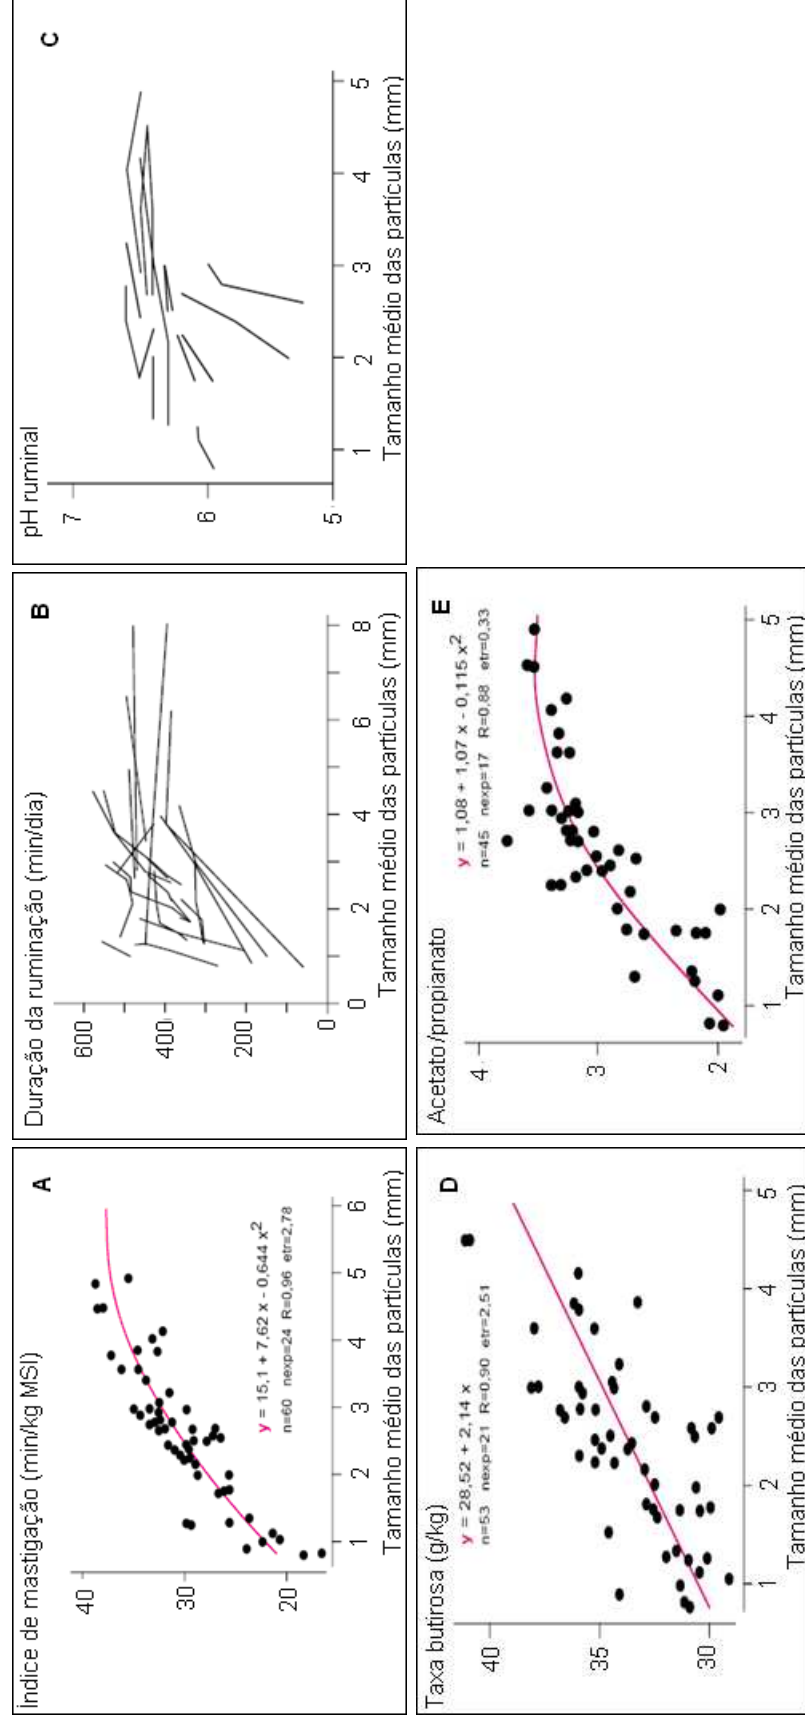 Índice de mastigação (min/kg MSI)
A
40
30
20
y = 15,1 + 7,62 x - 0,644 x²
n=60 nexp=24 R=0,96 etr=2,78
1 2 3 4 5 6
Tamanho médio das partículas (mm)
Duração da ruminação (min/dia)
B
600
400
200
0
0 2 4 6 8
Tamanho médio das partículas (mm)
pH ruminal
C
7
6
5
1 2 3 4 5
Tamanho médio das partículas (mm)
Taxa butirosa (g/kg)
D
40
35
30
y = 28,52 + 2,14 x
n=53 nexp=21 R=0,90 etr=2,51
1 2 3 4 5
Tamanho médio das partículas (mm)
Acetato/propianato
E
4
3
2
y = 1,08 + 1,07 x - 0,115 x²
n=45 nexp=17 R=0,88 etr=0,33
1 2 3 4 5
Tamanho médio das partículas (mm)